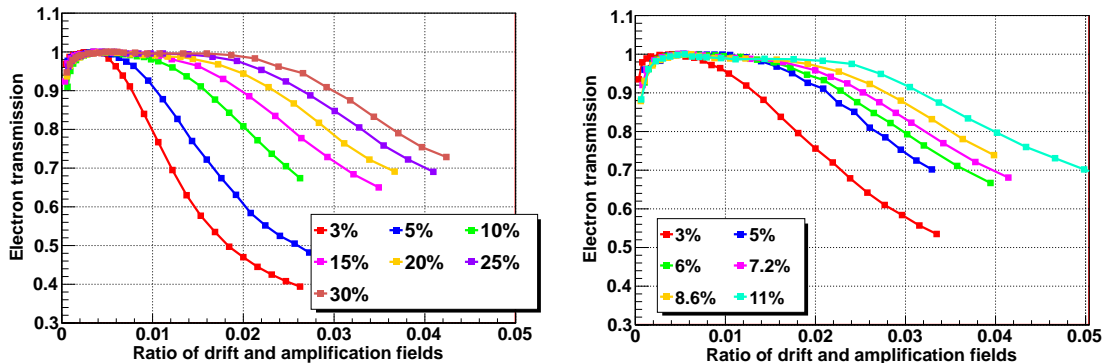 Electron transmission
1.1
1
0.9
0.8
0.7
0.6
0.5
0.4
0.3
0 0.01 0.02 0.03 0.04 0.05
Ratio of drift and amplification fields
3% 5% 10%
15% 20% 25%
30%
Electron transmission
1.1
1
0.9
0.8
0.7
0.6
0.5
0.4
0.3
0 0.01 0.02 0.03 0.04 0.05
Ratio of drift and amplification fields
3% 5%
6% 7.2%
8.6% 11%